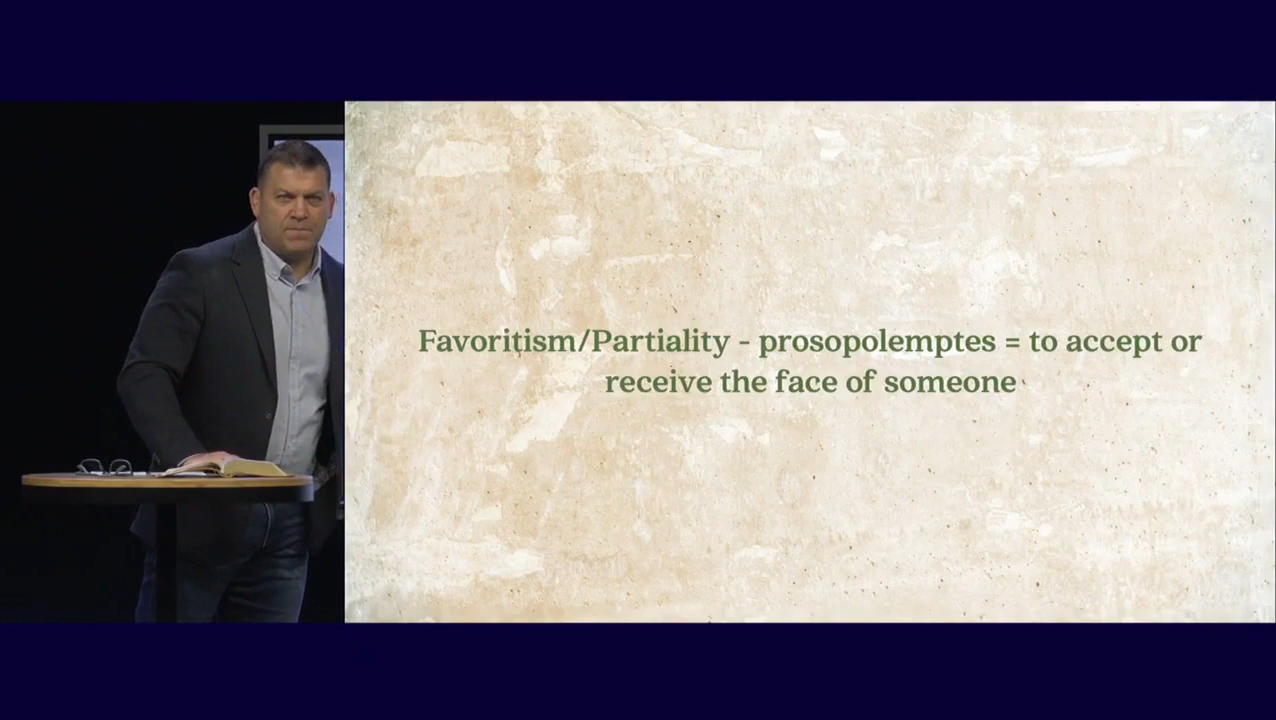 Favoritism/Partiality - prosopolemptes = to accept or
receive the face of someone